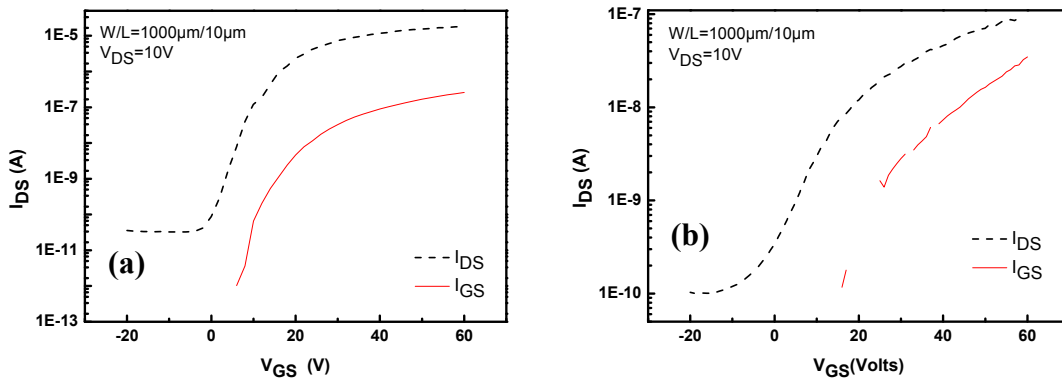 W/L=1000µm/10µm
V_DS=10V
1E-5
1E-7
1E-9
1E-11
1E-13
I_DS (A)
(a)
I_DS
I_GS
-20 0 20 40 60
V_GS (V)
W/L=1000µm/10µm
V_DS=10V
1E-7
1E-8
1E-9
1E-10
I_DS (A)
(b)
I_DS
I_GS
-20 0 20 40 60
V_GS(Volts)